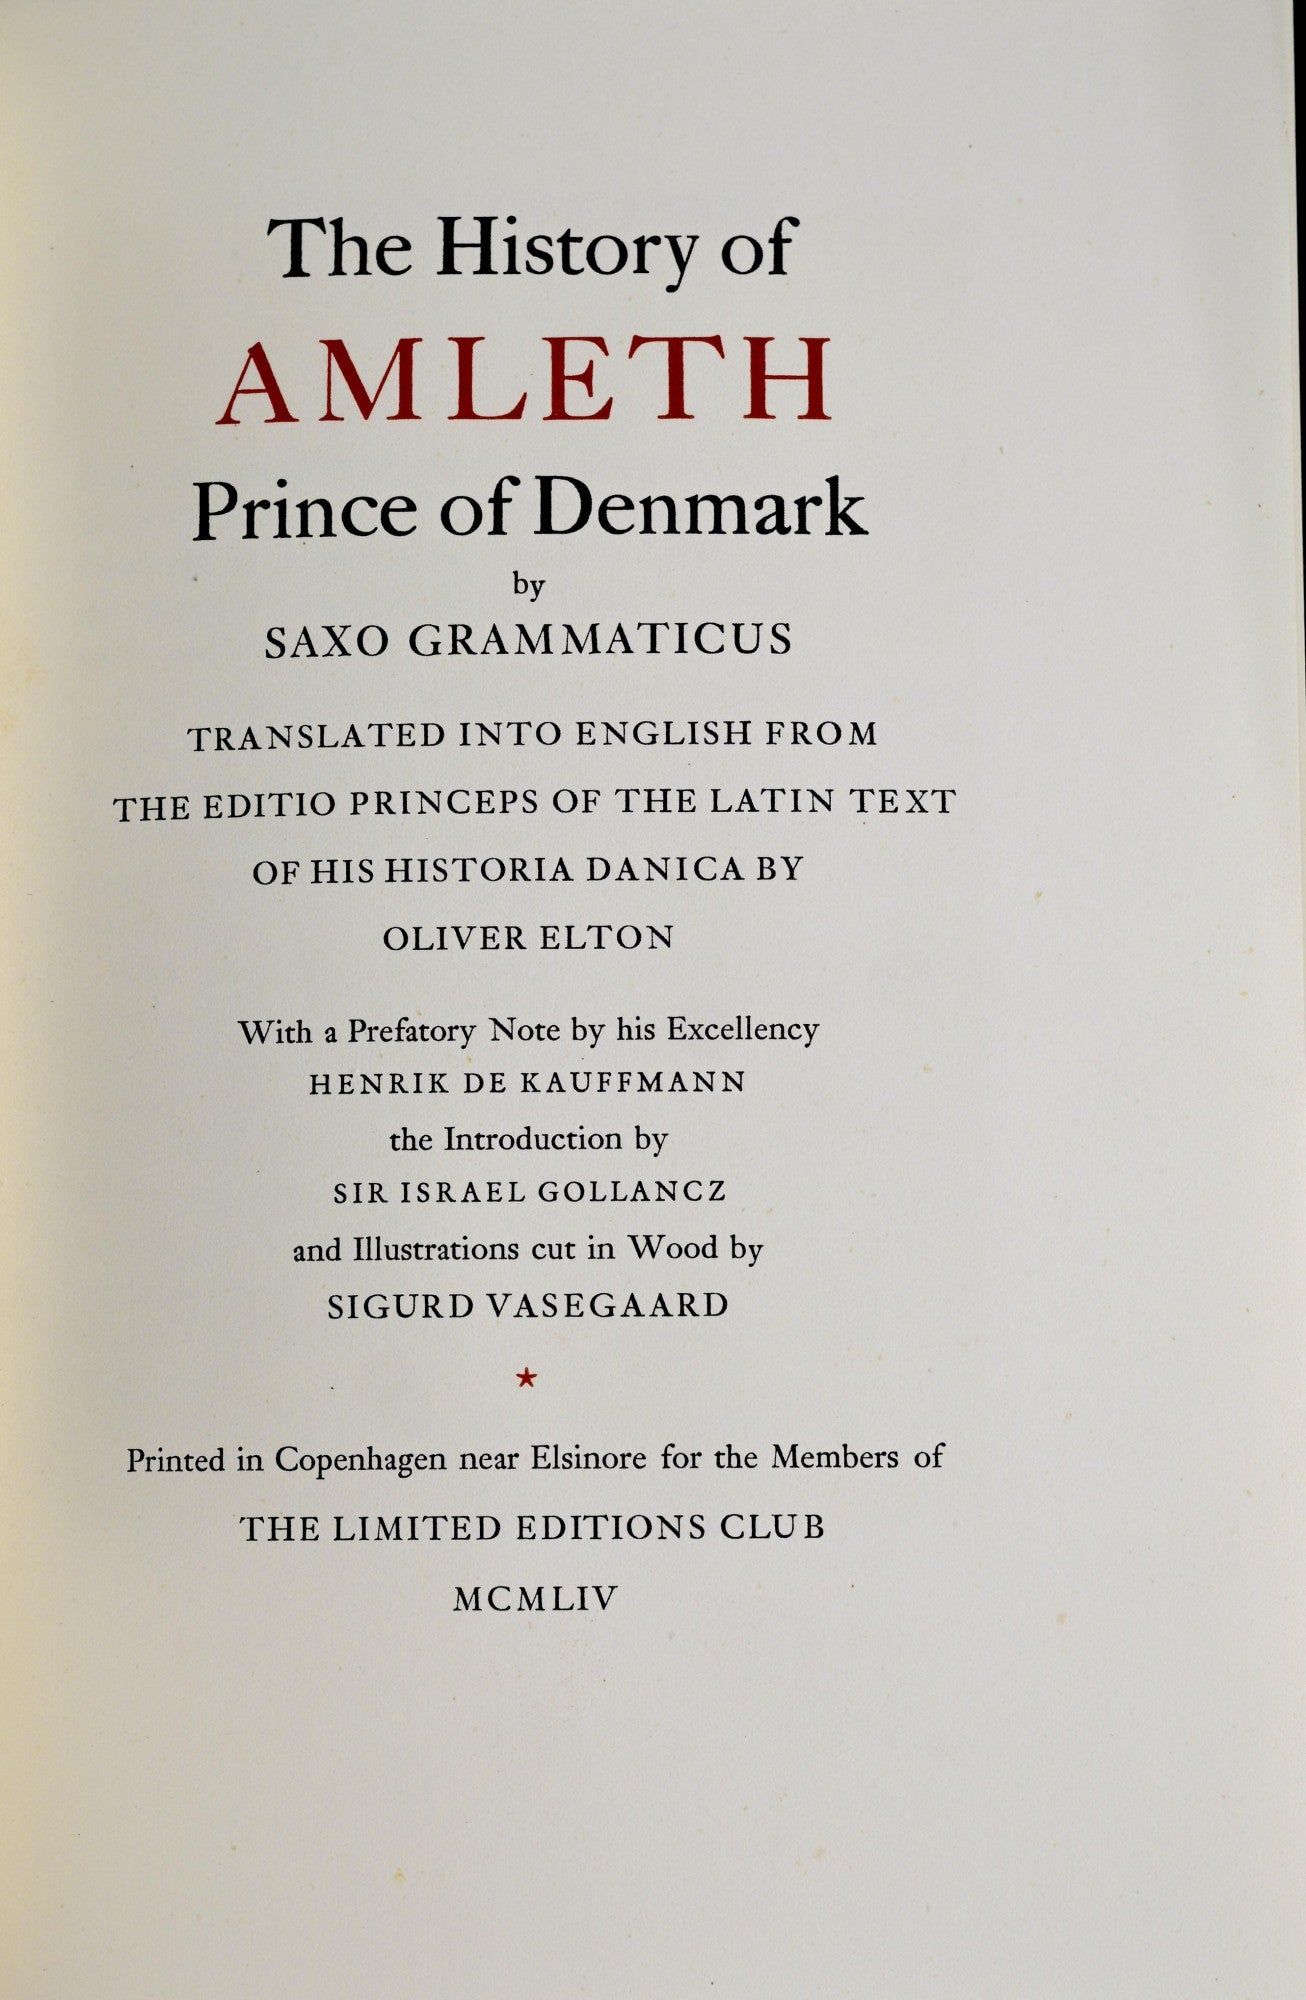 The History of
AMLETH
Prince of Denmark
by
SAXO GRAMMATICUS
TRANSLATED INTO ENGLISH FROM
THE EDITIO PRINCEPS OF THE LATIN TEXT
OF HIS HISTORIA DANICA BY
OLIVER ELTON
With a Prefatory Note by his Excellency
HENRIK DE KAUFFMANN
the Introduction by
SIR ISRAEL GOLLANCZ
and Illustrations cut in Wood by
SIGURD VASEGAARD
*
Printed in Copenhagen near Elsinore for the Members of
THE LIMITED EDITIONS CLUB
MCMLIV